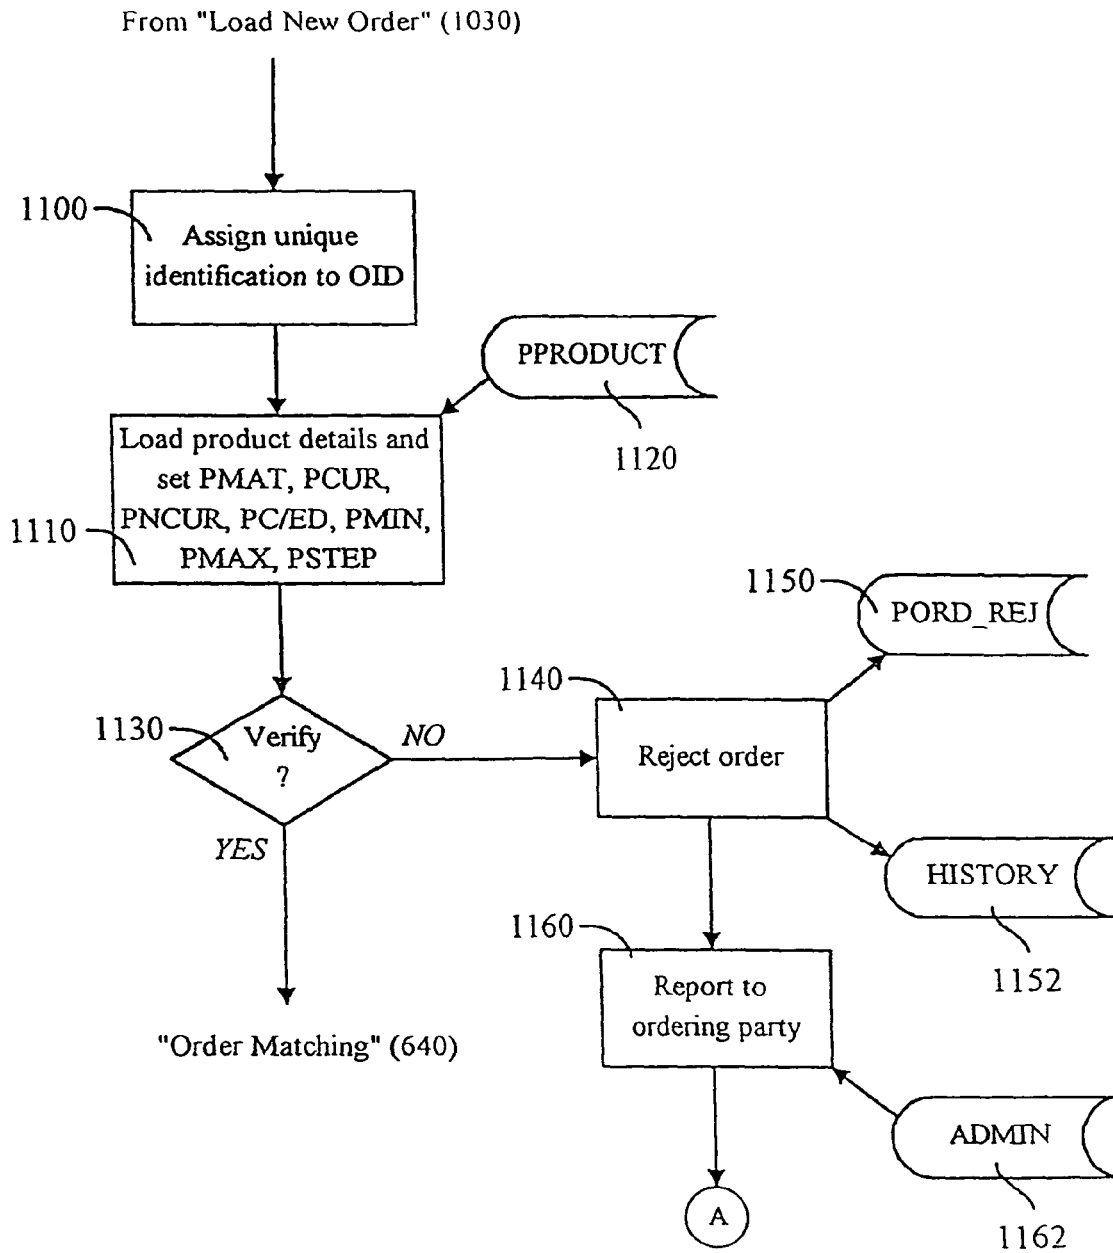 From "Load New Order" (1030)
1100
Assign unique
identification to OID
PPRODUCT
1120
Load product details and
set PMAT, PCUR,
PNCUR, PC/ED, PMIN,
PMAX, PSTEP
1110
1150
PORD_REJ
1140
Reject order
1130
Verify
?
NO
YES
HISTORY
1152
1160
Report to
ordering party
"Order Matching" (640)
ADMIN
1162
A